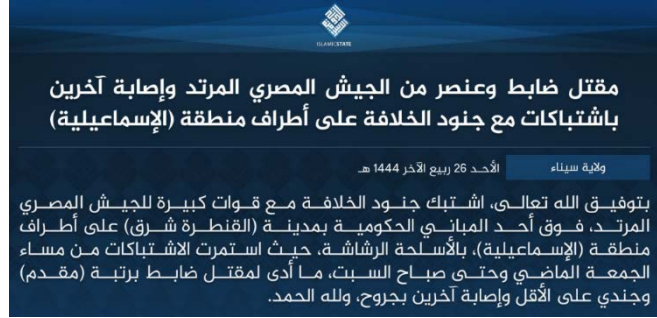 ISLAMICSTATE
مقتل ضابط وعنصر من الجيش المصري المرتد وإصابة آخرين
باشتباكات مع جنود الخلافة على أطراف منطقة (الإسماعيلية)
ولاية سيناء الأحد 26 ربيع الآخر 1444 هـ
بتوفيق الله تعالى، اشتبك جنود الخلافة مع قوات كبيرة للجيش المصري
المرتد، فوق أحد المباني الحكومية بمدينة (القنطرة شرق) على أطراف
منطقة (الإسماعيلية)، بالأسلحة الرشاشة، حيث استمرت الاشتباكات من مساء
الجمعة الماضي وحتى صباح السبت، ما أدى لمقتل ضابط برتبة (مقدم)
وجندي على الأقل وإصابة آخرين بجروح، ولله الحمد.